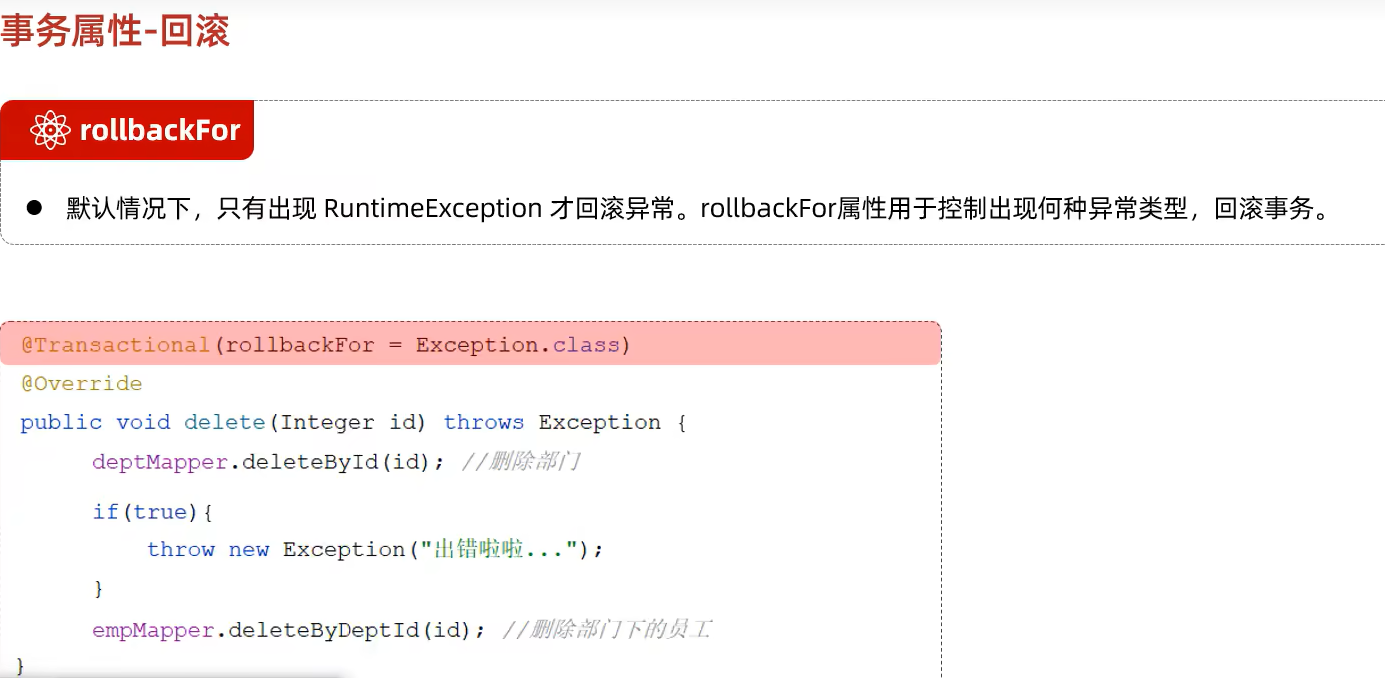 事务属性-回滚
rollbackFor
● 默认情况下，只有出现 RuntimeException 才回滚异常。rollbackFor属性用于控制出现何种异常类型，回滚事务。
@Transactional(rollbackFor = Exception.class)
@Override
public void delete(Integer id) throws Exception {
deptMapper.deleteById(id); //删除部门
if(true){
throw new Exception("出错啦啦...");
}
empMapper.deleteByDeptId(id); //删除部门下的员工
}